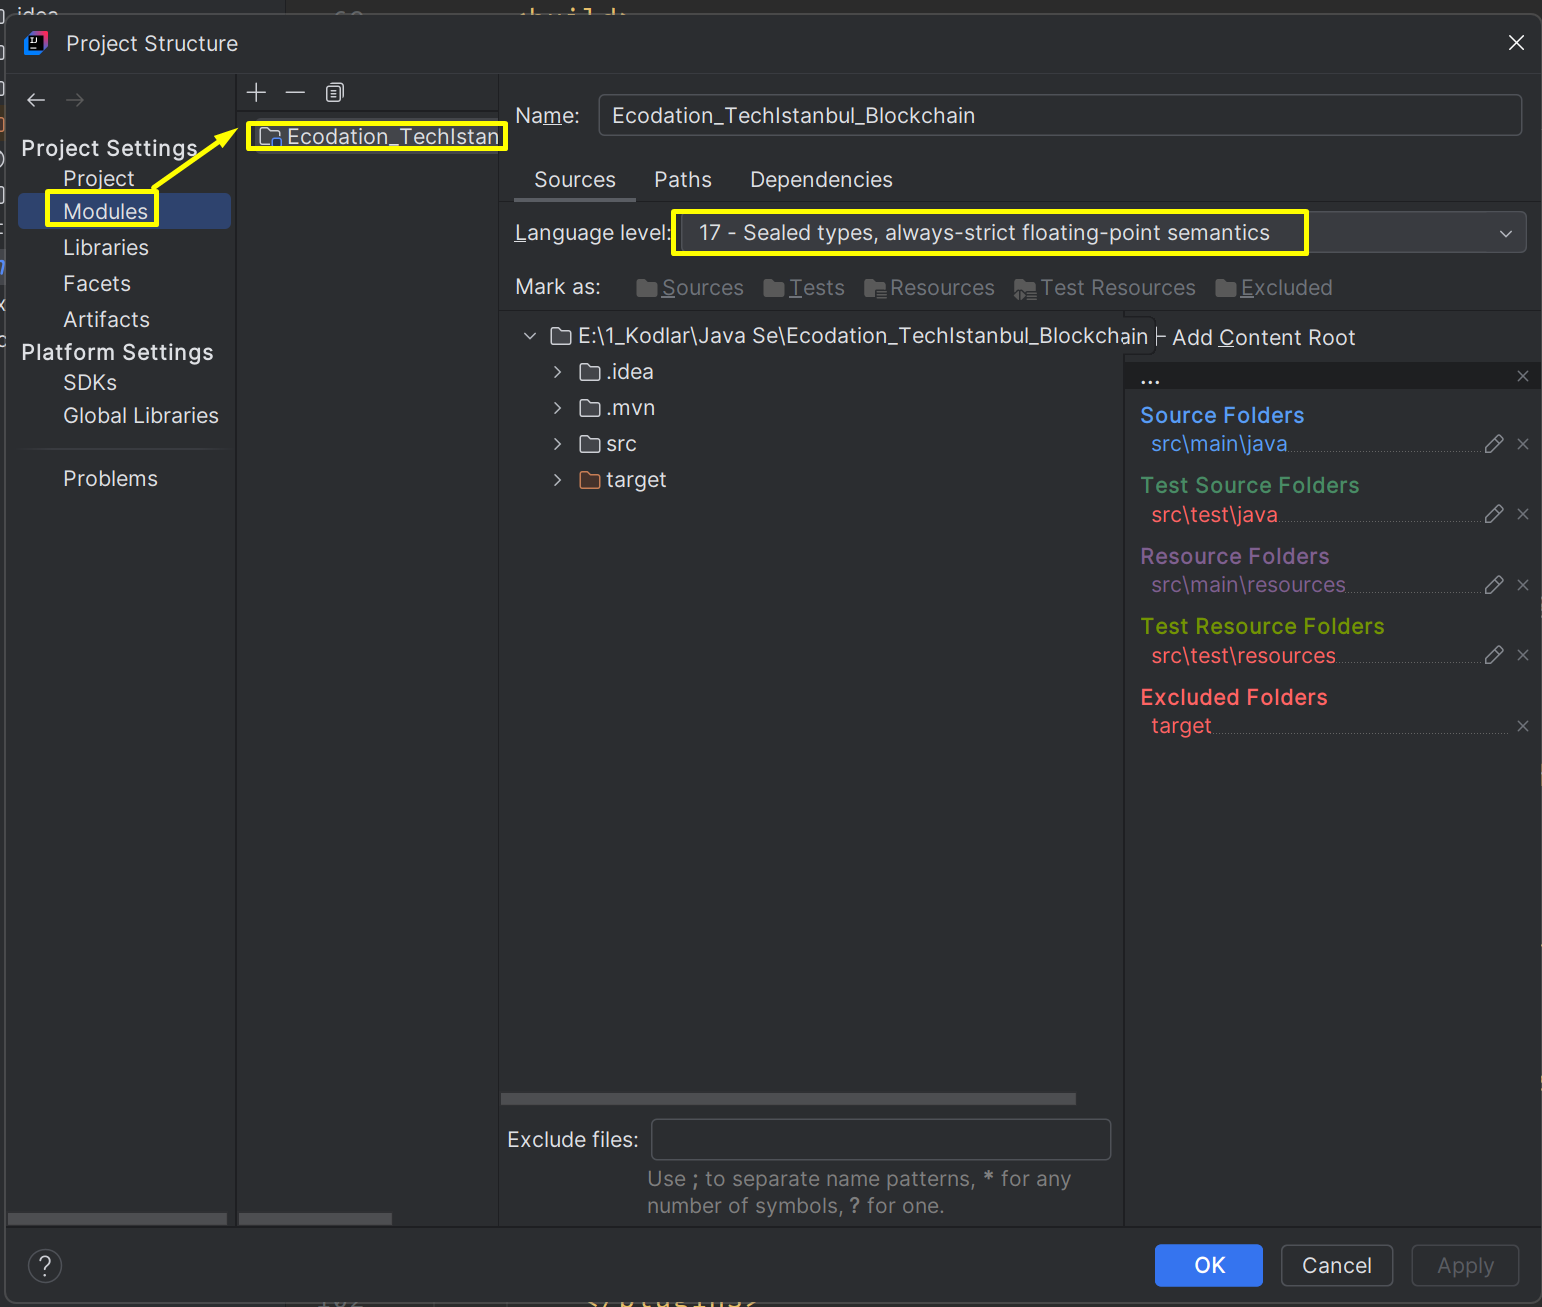 Project Structure
Project Settings
Project
Modules
Libraries
Facets
Artifacts
Platform Settings
SDKs
Global Libraries
Problems
Ecodation_TechIstan
Name: Ecodation_TechIstanbul_Blockchain
Sources Paths Dependencies
Language level: 17 - Sealed types, always-strict floating-point semantics
Mark as: Sources Tests Resources Test Resources Excluded
E:\1_Kodlar\Java Se\Ecodation_TechIstanbul_Blockchain
.idea
.mvn
src
target
Add Content Root
...
Source Folders
src\main\java
Test Source Folders
src\test\java
Resource Folders
src\main\resources
Test Resource Folders
src\test\resources
Excluded Folders
target
Exclude files:
Use ; to separate name patterns, * for any
number of symbols, ? for one.
? OK Cancel Apply